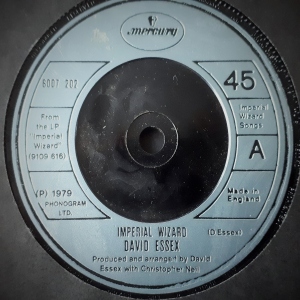 mercury
6007 207
45
From
the LP
"Imperial
Wizard"
(9109 616)
Imperial
Wizard
Songs
A
(P) 1979
PHONOGRAM
LTD.
Made in
England
IMPERIAL WIZARD
(D Essex)
DAVID ESSEX
Produced and arranged by David
Essex with Christopher Neil